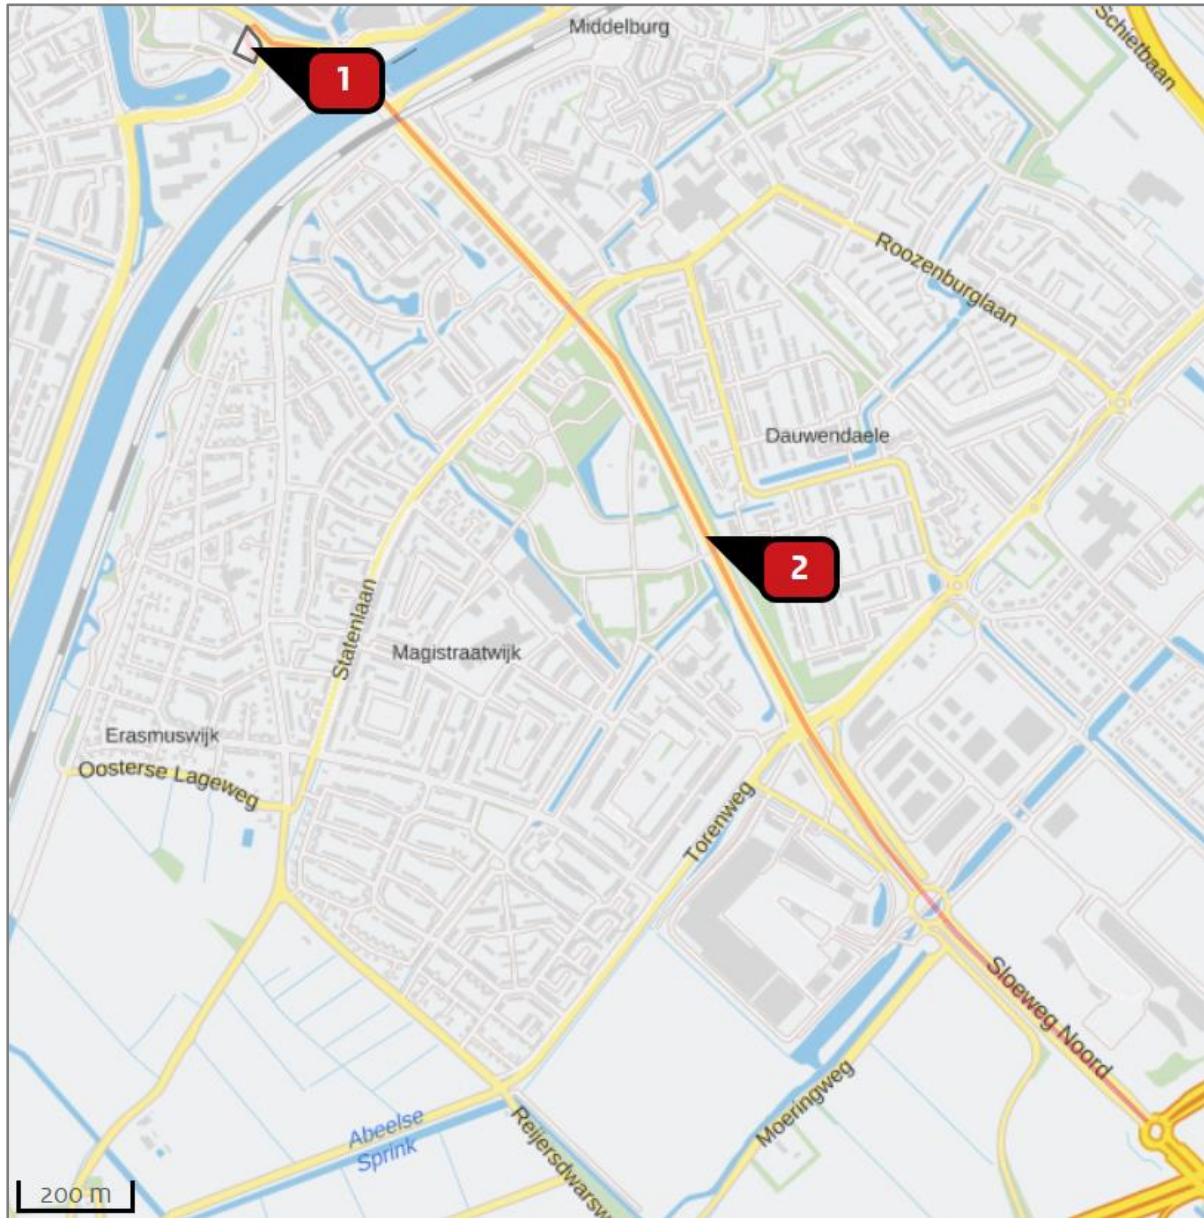 Middelburg
Schietbaan
1
Roozenburglaan
Dauwendaele
2
Statenlaan
Magistraatwijk
Erasmuswijk
Oosterse Lageweg
Torenweg
Sloeweg Noord
Moeringweg
Abeelse
Sprink
Reijersdwarsw
200 m